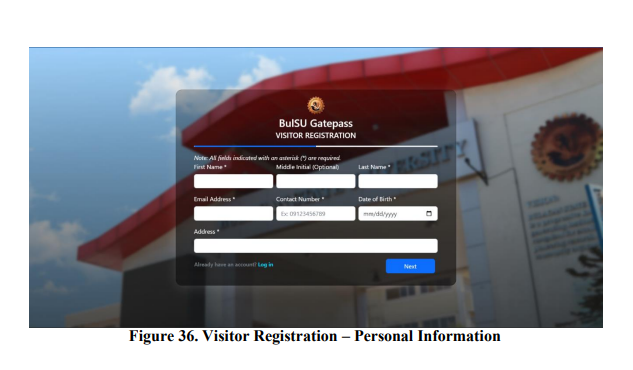 BulSU Gatepass
VISITOR REGISTRATION
Note: All fields indicated with an asterisk (*) are required.
First Name * Middle Initial (Optional) Last Name *
Email Address * Contact Number * Date of Birth *
Ex: 09123456789 mm/dd/yyyy
Address *
Already have an account? Log in Next
Figure 36. Visitor Registration – Personal Information